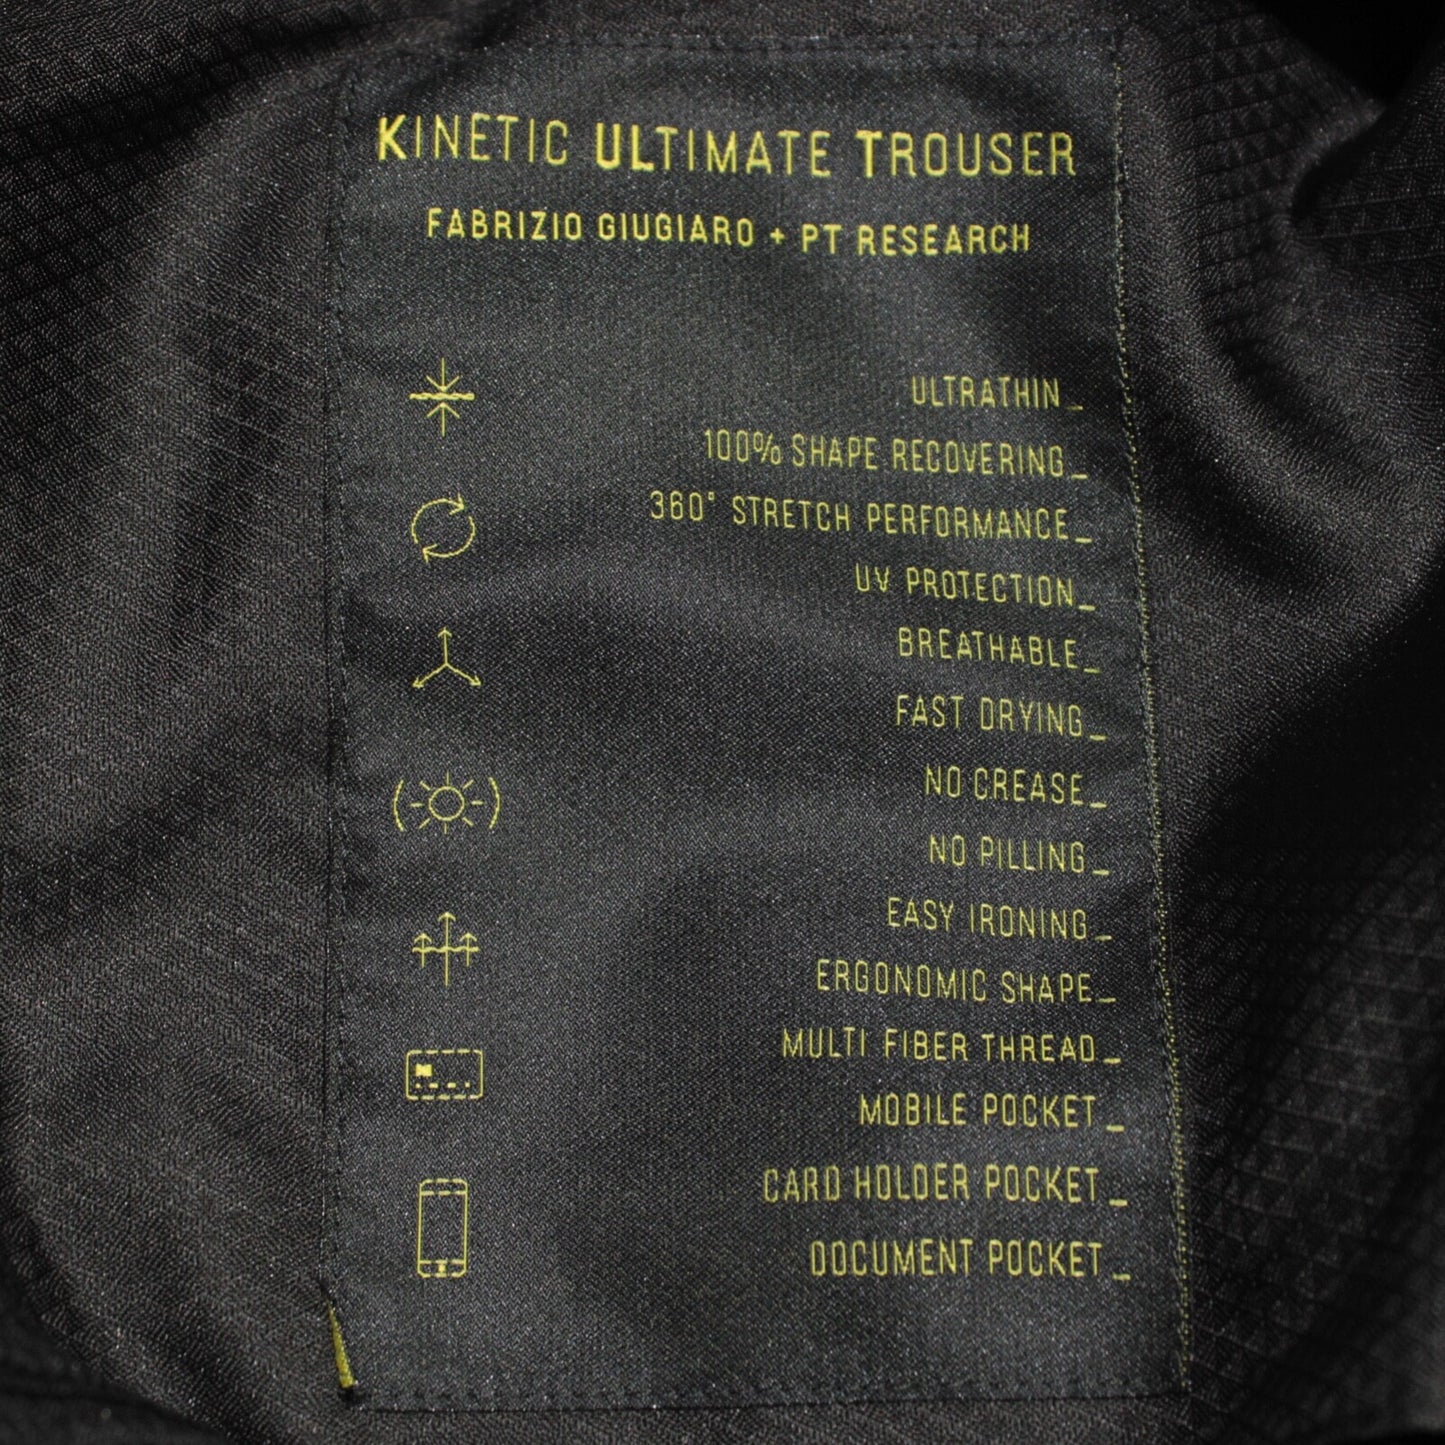 KINETIC ULTIMATE TROUSER
FABRIZIO GIUGIARO + PT RESEARCH
ULTRATHIN_
100% SHAPE RECOVERING_
360° STRETCH PERFORMANCE_
UV PROTECTION_
BREATHABLE_
FAST DRYING_
NO CREASE_
NO PILLING_
EASY IRONING_
ERGONOMIC SHAPE_
MULTI FIBER THREAD_
MOBILE POCKET_
CARD HOLDER POCKET_
DOCUMENT POCKET_